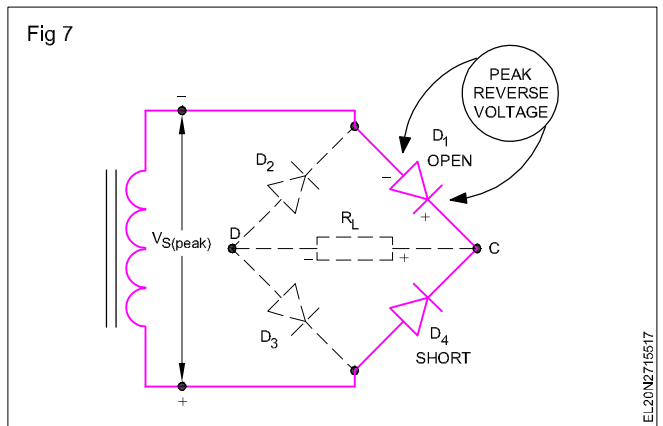 Fig 7
PEAK
REVERSE
VOLTAGE
−
D1
OPEN
−
+
D2
RL
VS(peak)
D
−
+
C
D3
D4
SHORT
+
EL20N2715517